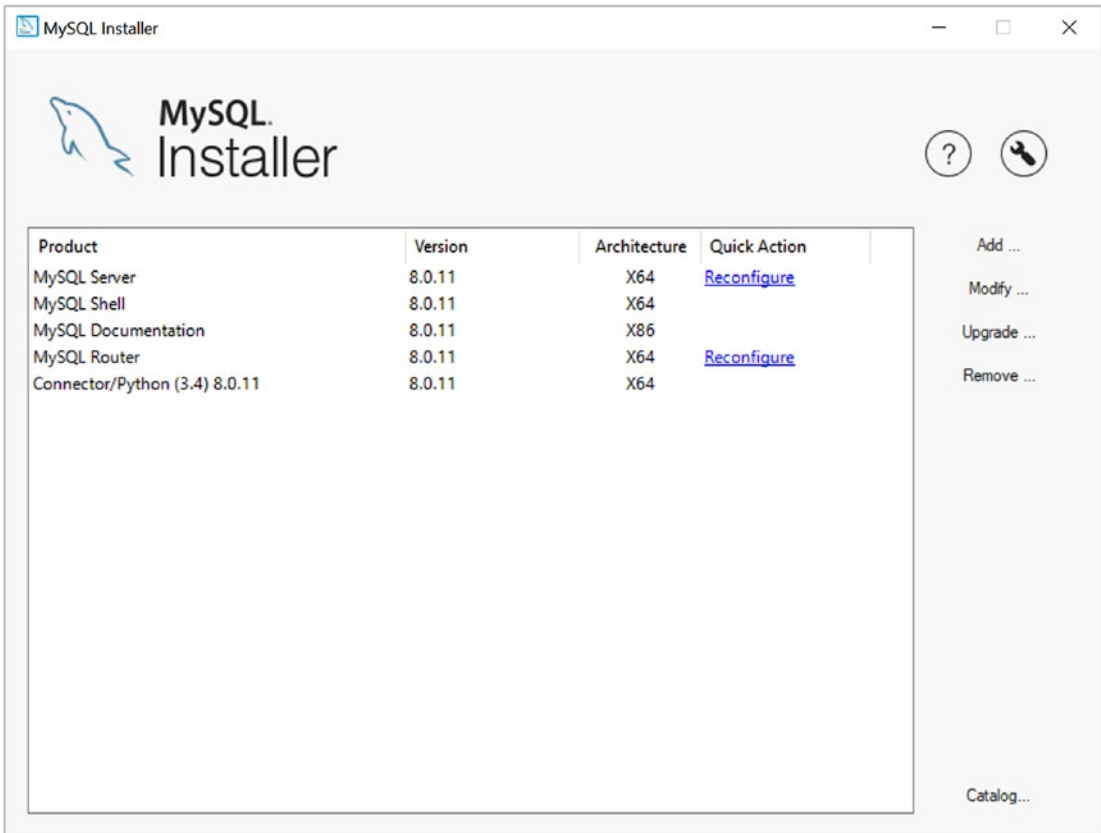 MySQL Installer
MySQL.
Installer
?
Product Version Architecture Quick Action
MySQL Server 8.0.11 X64 Reconfigure
MySQL Shell 8.0.11 X64
MySQL Documentation 8.0.11 X86
MySQL Router 8.0.11 X64 Reconfigure
Connector/Python (3.4) 8.0.11 8.0.11 X64
Add ...
Modify ...
Upgrade ...
Remove ...
Catalog...